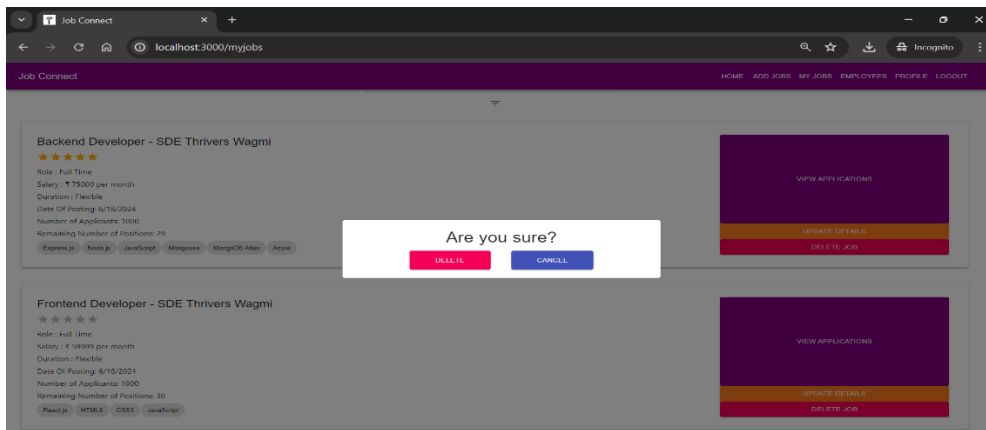 Job Connect
localhost:3000/myjobs
Incognito
Job Connect
HOME ADD JOBS MY JOBS EMPLOYEES PROFILE LOGOUT
Backend Developer - SDE Thrivers Wagmi
Role : Full Time
Salary : ₹ 75000 per month
Duration : Flexible
Date Of Posting: 6/18/2024
Number of Applicants: 1000
Remaining Number of Positions: 29
Express.js Node.js JavaScript Mongoose MongoDB Atlas Azure
VIEW APPLICATIONS
UPDATE DETAILS
DELETE JOB
Are you sure?
DELETE CANCEL
Frontend Developer - SDE Thrivers Wagmi
Role : Full Time
Salary : ₹ 59999 per month
Duration : Flexible
Date Of Posting: 6/18/2024
Number of Applicants: 1000
Remaining Number of Positions: 30
React.js HTML5 CSS3 JavaScript
VIEW APPLICATIONS
UPDATE DETAILS
DELETE JOB